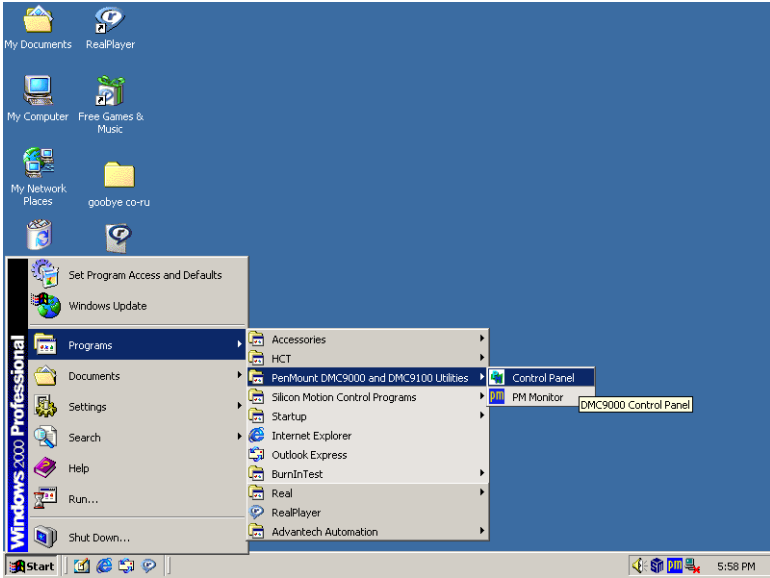 My Documents
RealPlayer
My Computer
Free Games &
Music
My Network
Places
goobye co-ru
Set Program Access and Defaults
Windows Update
Programs
Documents
Settings
Search
Help
Run...
Shut Down...
Windows 2000 Professional
Accessories
HCT
PenMount DMC9000 and DMC9100 Utilities
Silicon Motion Control Programs
Startup
Internet Explorer
Outlook Express
BurnInTest
Real
RealPlayer
Advantech Automation
Control Panel
PM Monitor
pm
DMC9000 Control Panel
Start
pm
5:58 PM